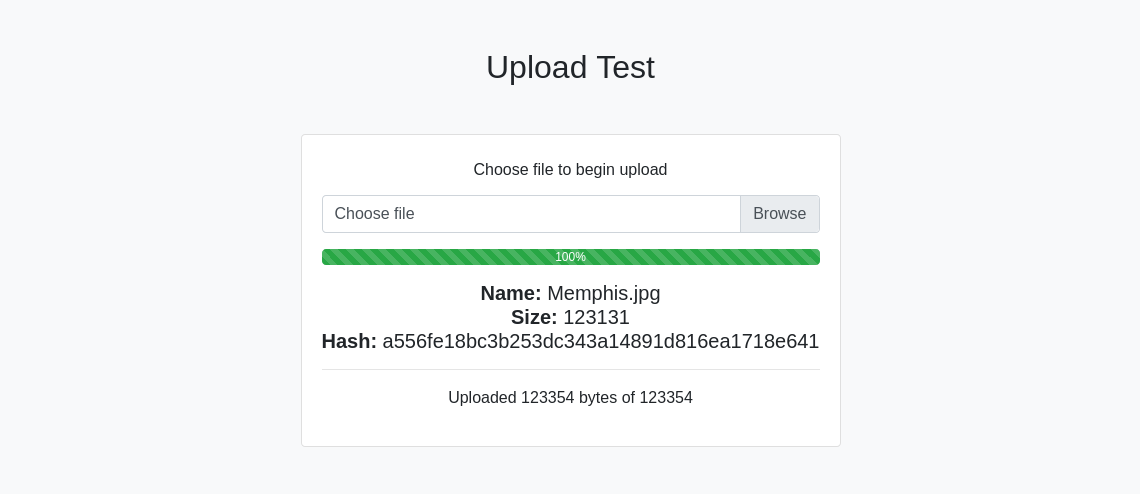 Upload Test
Choose file to begin upload
Choose file
Browse
100%
Name: Memphis.jpg
Size: 123131
Hash: a556fe18bc3b253dc343a14891d816ea1718e641
Uploaded 123354 bytes of 123354